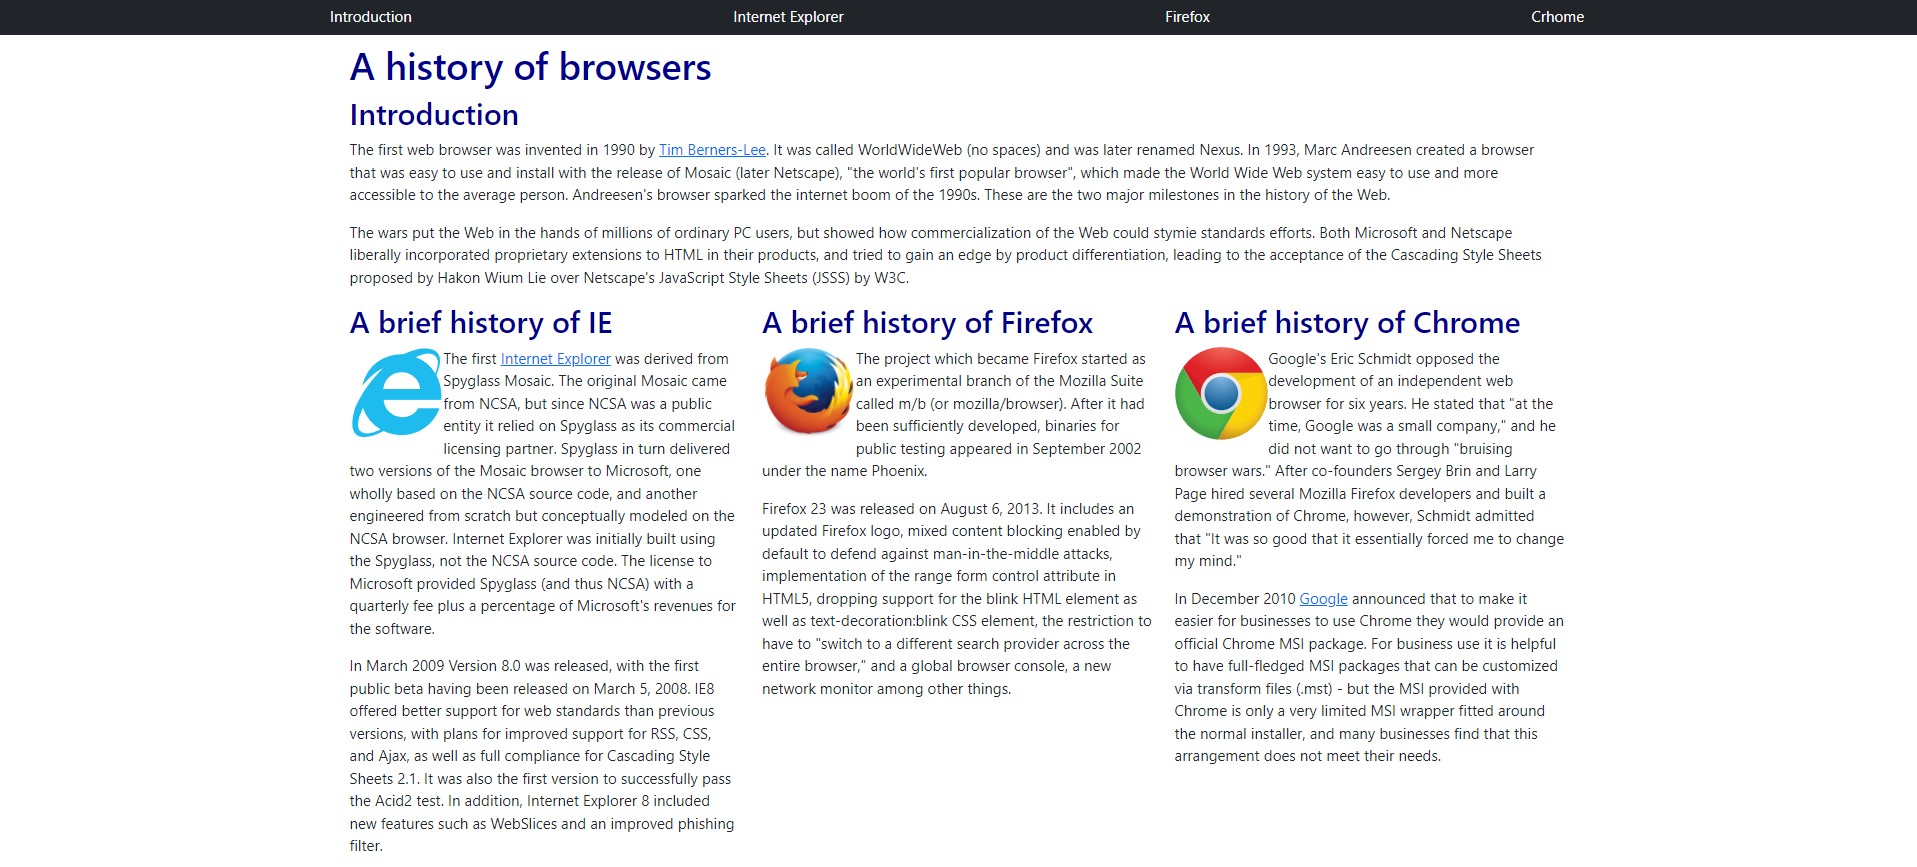 Introduction
Internet Explorer
Firefox
Crhome
A history of browsers
Introduction
The first web browser was invented in 1990 by Tim Berners-Lee. It was called WorldWideWeb (no spaces) and was later renamed Nexus. In 1993, Marc Andreesen created a browser
that was easy to use and install with the release of Mosaic (later Netscape), "the world's first popular browser", which made the World Wide Web system easy to use and more
accessible to the average person. Andreesen's browser sparked the internet boom of the 1990s. These are the two major milestones in the history of the Web.
The wars put the Web in the hands of millions of ordinary PC users, but showed how commercialization of the Web could stymie standards efforts. Both Microsoft and Netscape
liberally incorporated proprietary extensions to HTML in their products, and tried to gain an edge by product differentiation, leading to the acceptance of the Cascading Style Sheets
proposed by Hakon Wium Lie over Netscape's JavaScript Style Sheets (JSSS) by W3C.
A brief history of IE
The first Internet Explorer was derived from
Spyglass Mosaic. The original Mosaic came
from NCSA, but since NCSA was a public
entity it relied on Spyglass as its commercial
licensing partner. Spyglass in turn delivered
two versions of the Mosaic browser to Microsoft, one
wholly based on the NCSA source code, and another
engineered from scratch but conceptually modeled on the
NCSA browser. Internet Explorer was initially built using
the Spyglass, not the NCSA source code. The license to
Microsoft provided Spyglass (and thus NCSA) with a
quarterly fee plus a percentage of Microsoft's revenues for
the software.
In March 2009 Version 8.0 was released, with the first
public beta having been released on March 5, 2008. IE8
offered better support for web standards than previous
versions, with plans for improved support for RSS, CSS,
and Ajax, as well as full compliance for Cascading Style
Sheets 2.1. It was also the first version to successfully pass
the Acid2 test. In addition, Internet Explorer 8 included
new features such as WebSlices and an improved phishing
filter.
A brief history of Firefox
The project which became Firefox started as
an experimental branch of the Mozilla Suite
called m/b (or mozilla/browser). After it had
been sufficiently developed, binaries for
public testing appeared in September 2002
under the name Phoenix.
Firefox 23 was released on August 6, 2013. It includes an
updated Firefox logo, mixed content blocking enabled by
default to defend against man-in-the-middle attacks,
implementation of the range form control attribute in
HTML5, dropping support for the blink HTML element as
well as text-decoration:blink CSS element, the restriction to
have to "switch to a different search provider across the
entire browser," and a global browser console, a new
network monitor among other things.
A brief history of Chrome
Google's Eric Schmidt opposed the
development of an independent web
browser for six years. He stated that "at the
time, Google was a small company," and he
did not want to go through "bruising
browser wars." After co-founders Sergey Brin and Larry
Page hired several Mozilla Firefox developers and built a
demonstration of Chrome, however, Schmidt admitted
that "It was so good that it essentially forced me to change
my mind."
In December 2010 Google announced that to make it
easier for businesses to use Chrome they would provide an
official Chrome MSI package. For business use it is helpful
to have full-fledged MSI packages that can be customized
via transform files (.mst) - but the MSI provided with
Chrome is only a very limited MSI wrapper fitted around
the normal installer, and many businesses find that this
arrangement does not meet their needs.